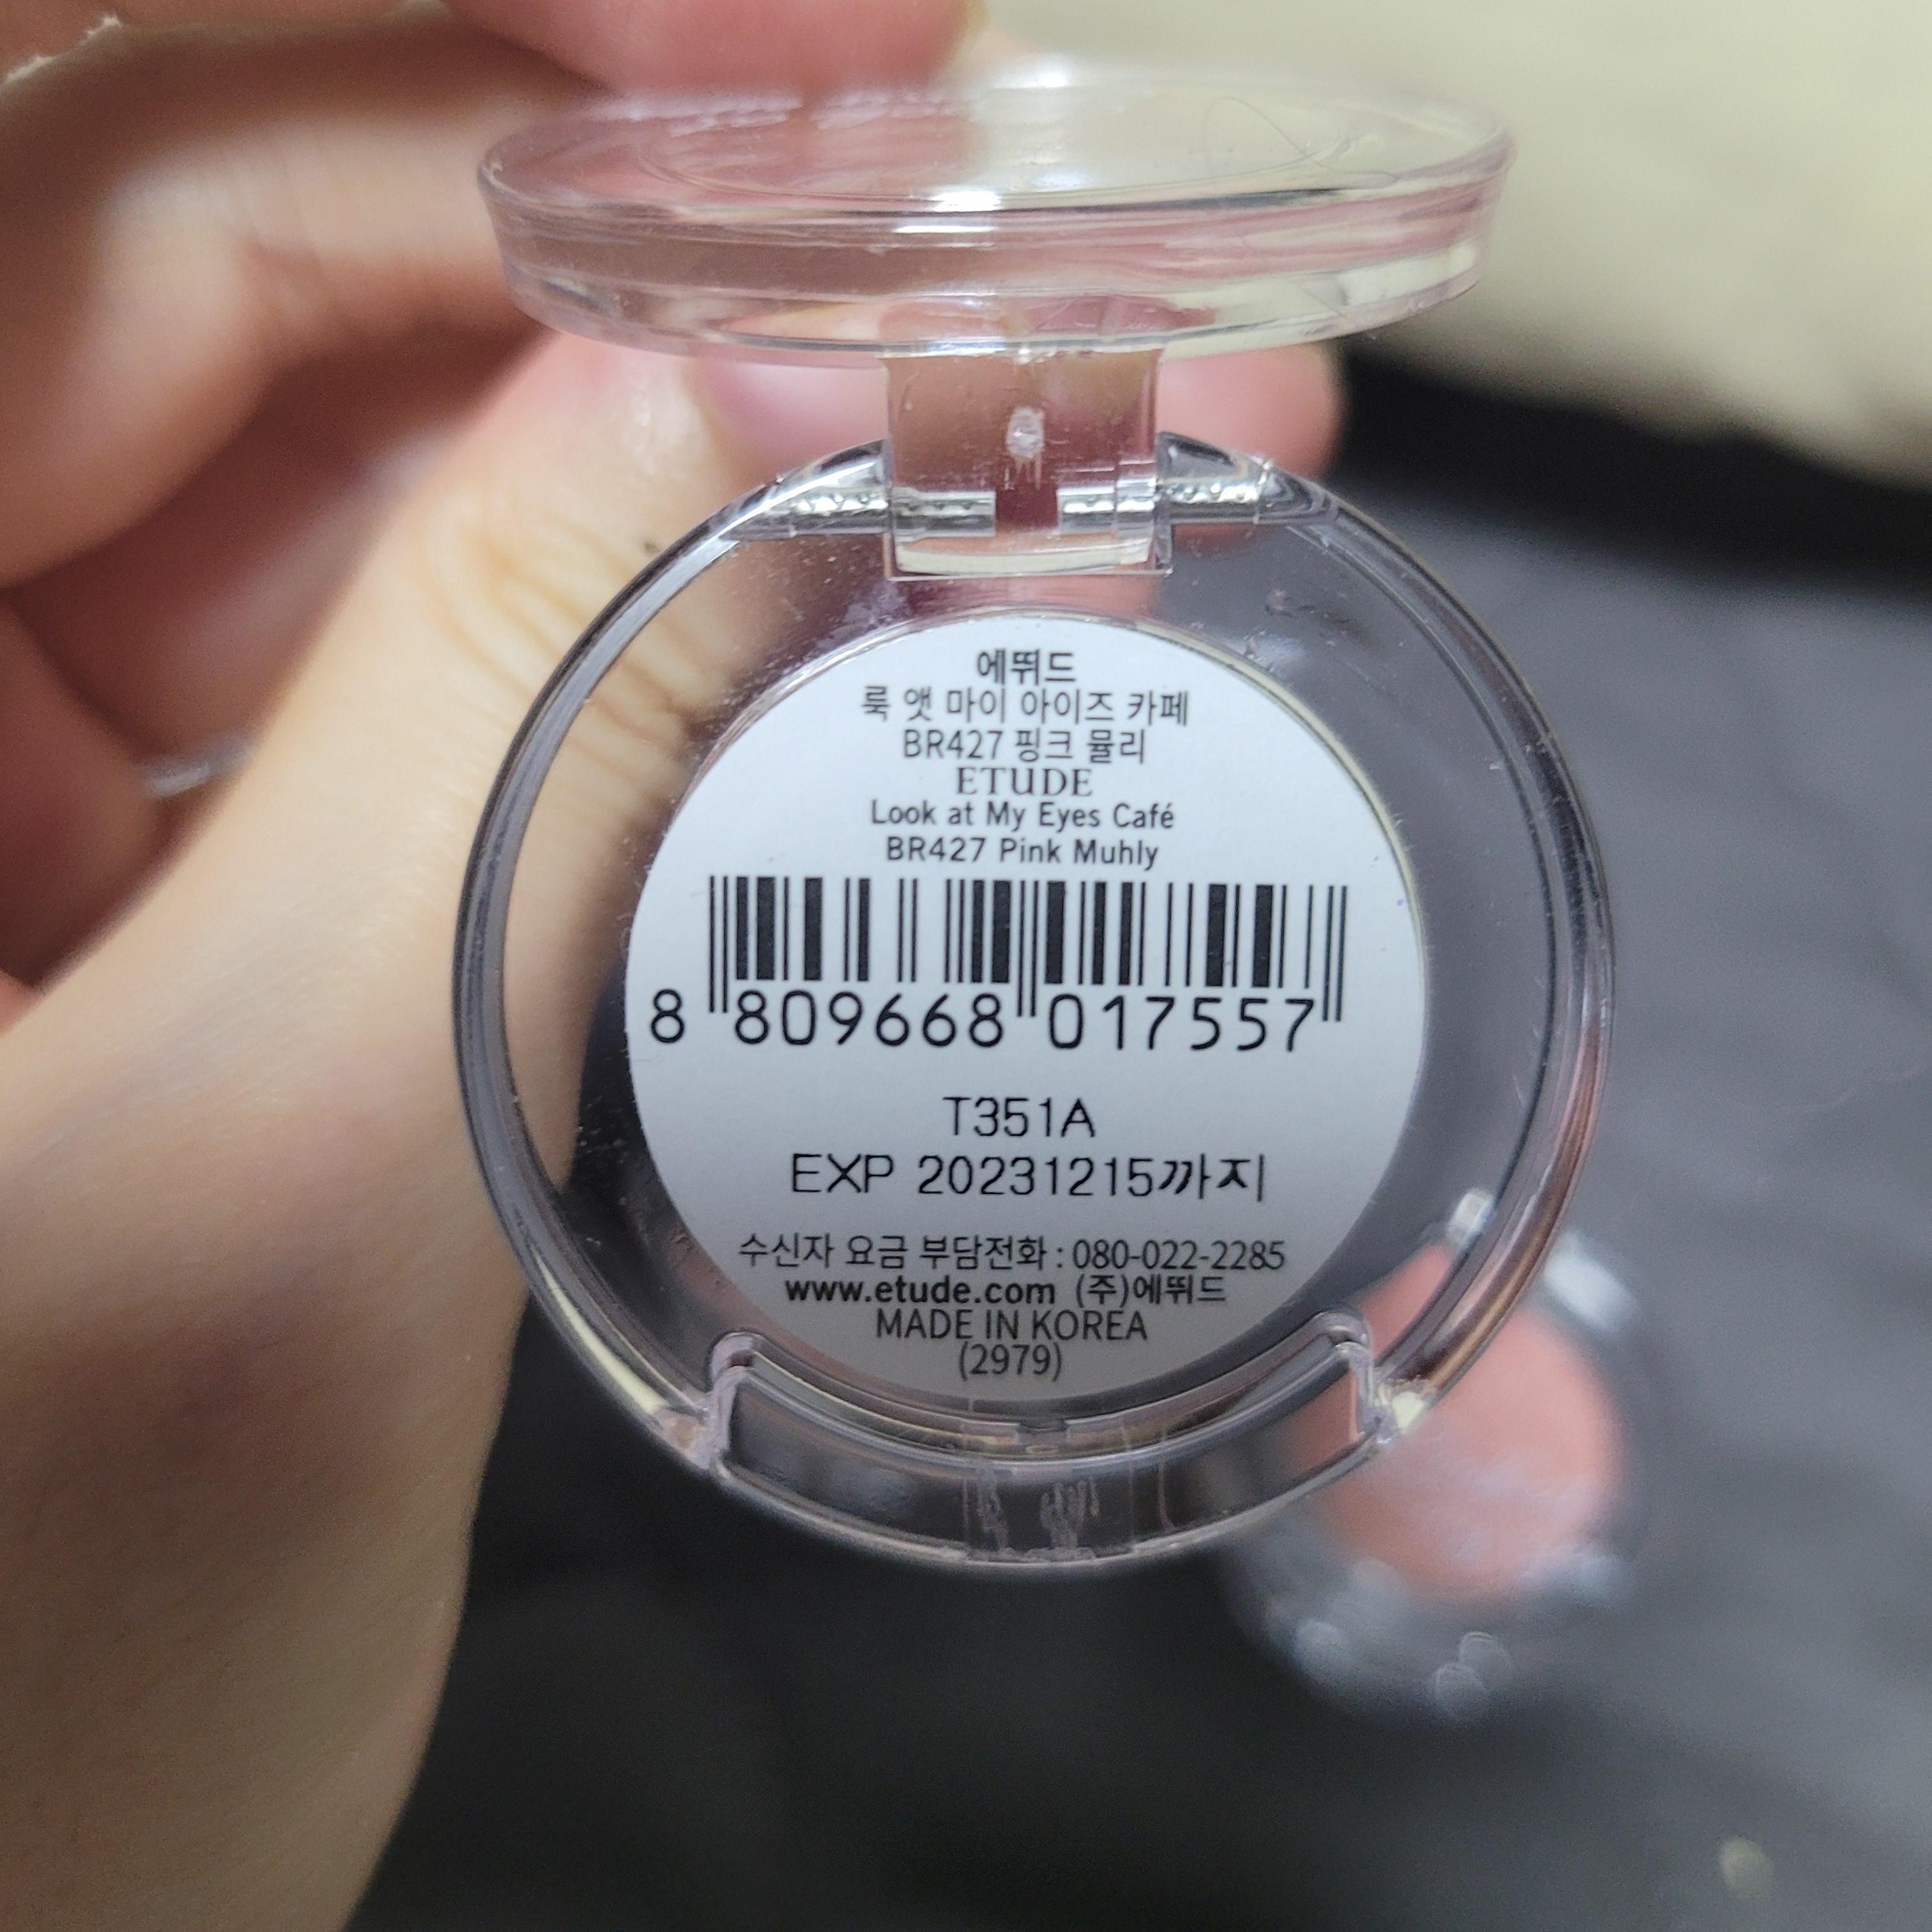 에뛰드
룩 앳 마이 아이즈 카페
BR427 핑크 뮬리
ETUDE
Look at My Eyes Café
BR427 Pink Muhly
8 809668 017557
T351A
EXP 20231215까지
수신자 요금 부담전화 : 080-022-2285
www.etude.com (주)에뛰드
MADE IN KOREA
(2979)